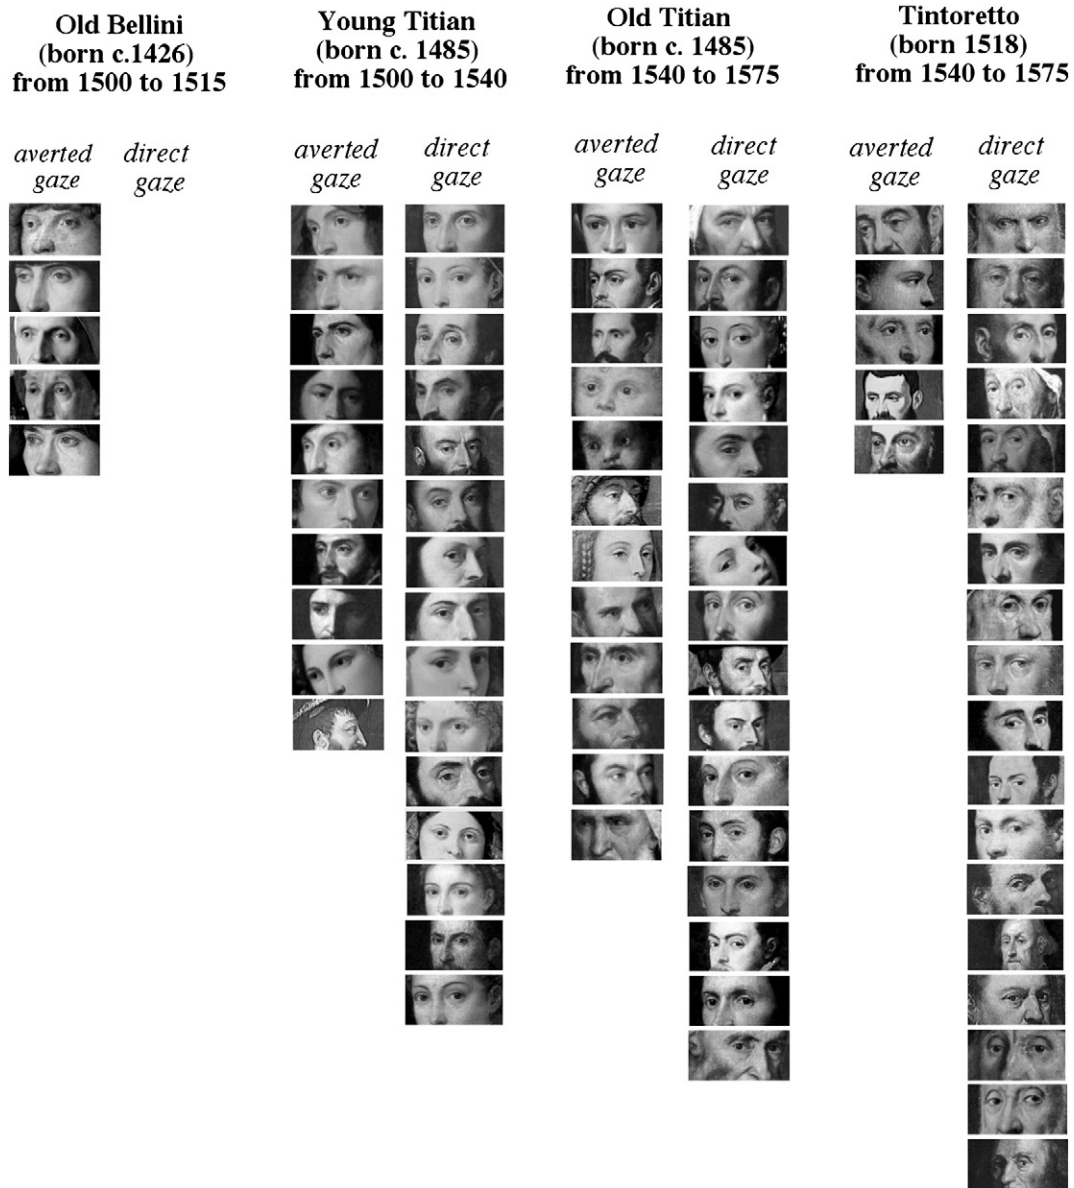 Old Bellini
(born c.1426)
from 1500 to 1515
averted direct
gaze gaze
Young Titian
(born c. 1485)
from 1500 to 1540
averted direct
gaze gaze
Old Titian
(born c. 1485)
from 1540 to 1575
averted direct
gaze gaze
Tintoretto
(born 1518)
from 1540 to 1575
averted direct
gaze gaze